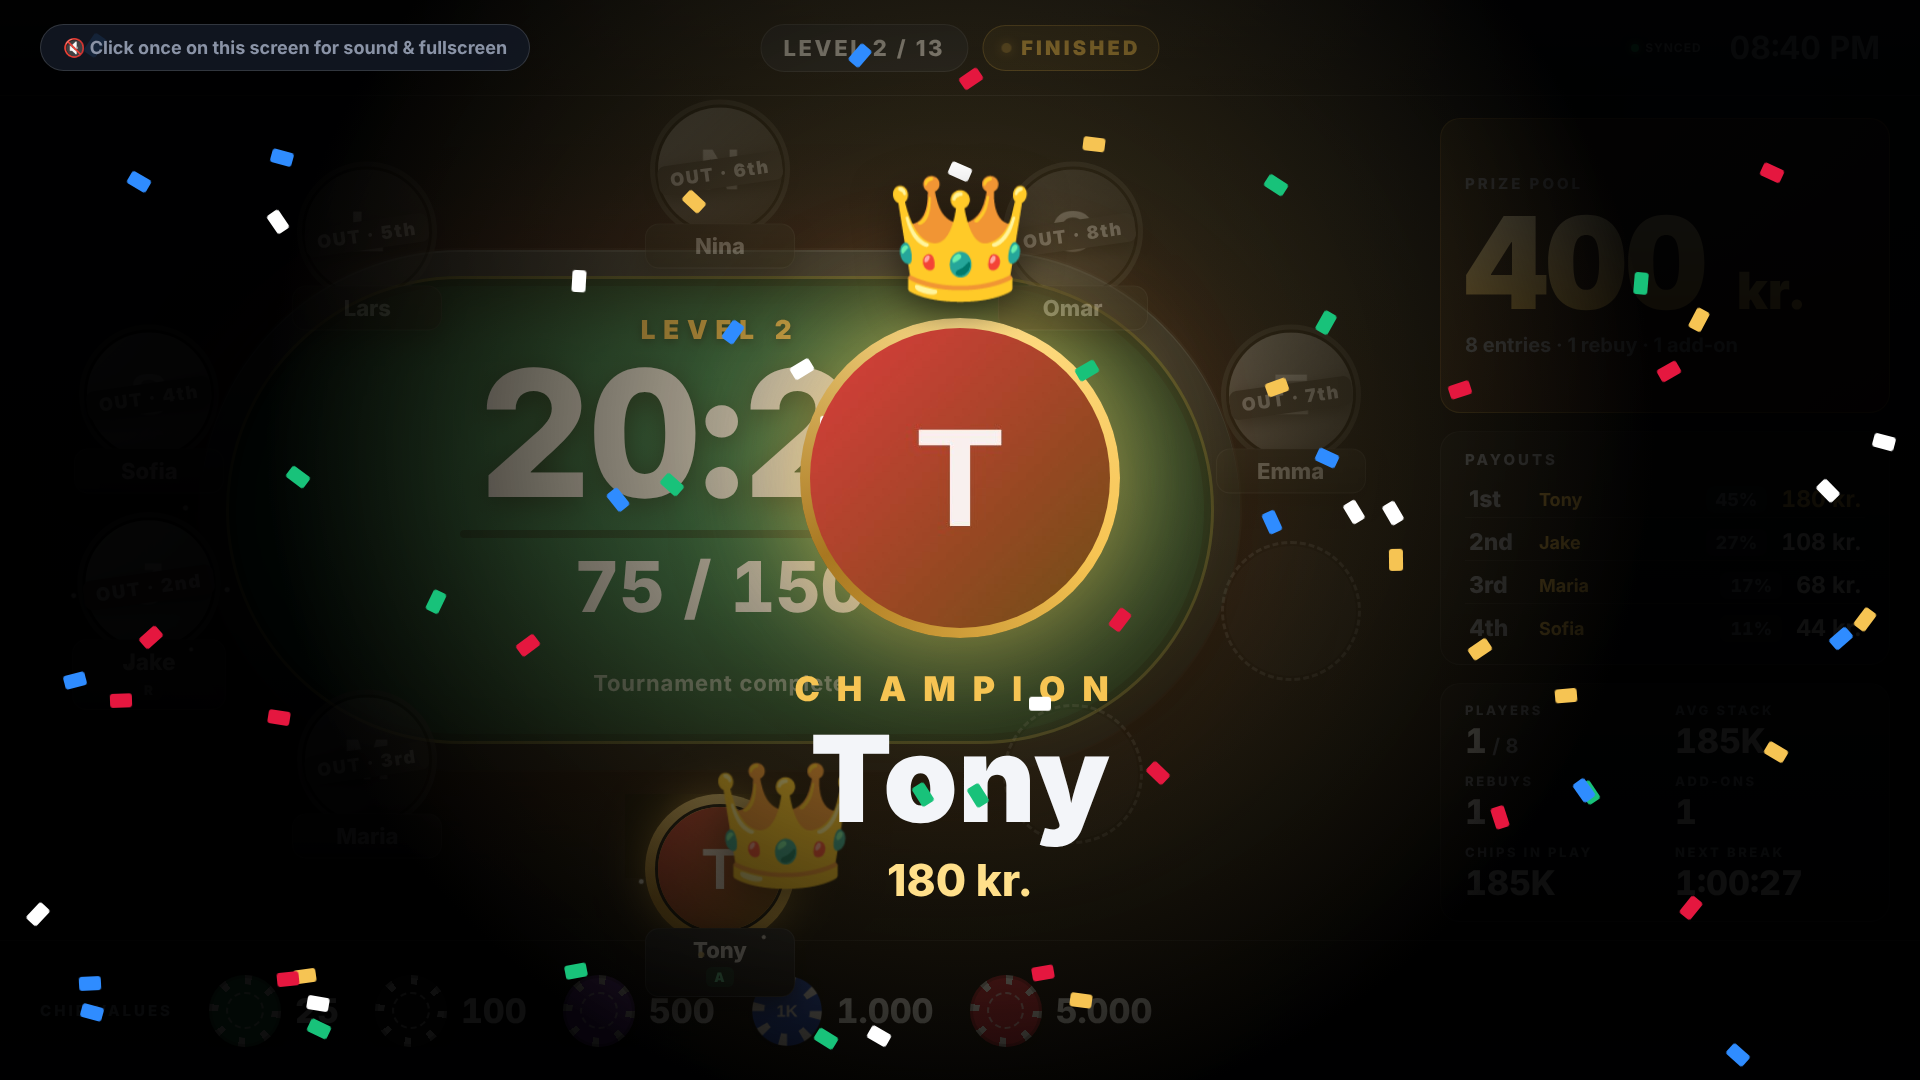 Click once on this screen for sound & fullscreen
LEVEL 2 / 13
FINISHED
SYNCED
08:40 PM
OUT · 6th
Nina
OUT · 5th
Lars
OUT · 8th
Omar
OUT · 4th
Sofia
OUT · 7th
Emma
OUT · 2nd
Jake
OUT · 3rd
Maria
LEVEL 2
20:2
75 / 150
Tournament complete
T
CHAMPION
Tony
180 kr.
T
Tony
A
PRIZE POOL
400 kr.
8 entries · 1 rebuy · 1 add-on
PAYOUTS
1st Tony 45% 180 kr.
2nd Jake 27% 108 kr.
3rd Maria 17% 68 kr.
4th Sofia 11% 44
PLAYERS
1 / 8
AVG STACK
185K
REBUYS
1
ADD-ONS
1
CHIPS IN PLAY
185K
NEXT BREAK
1:00:27
CHIP VALUES
25
100
500
1K
1.000
5.000